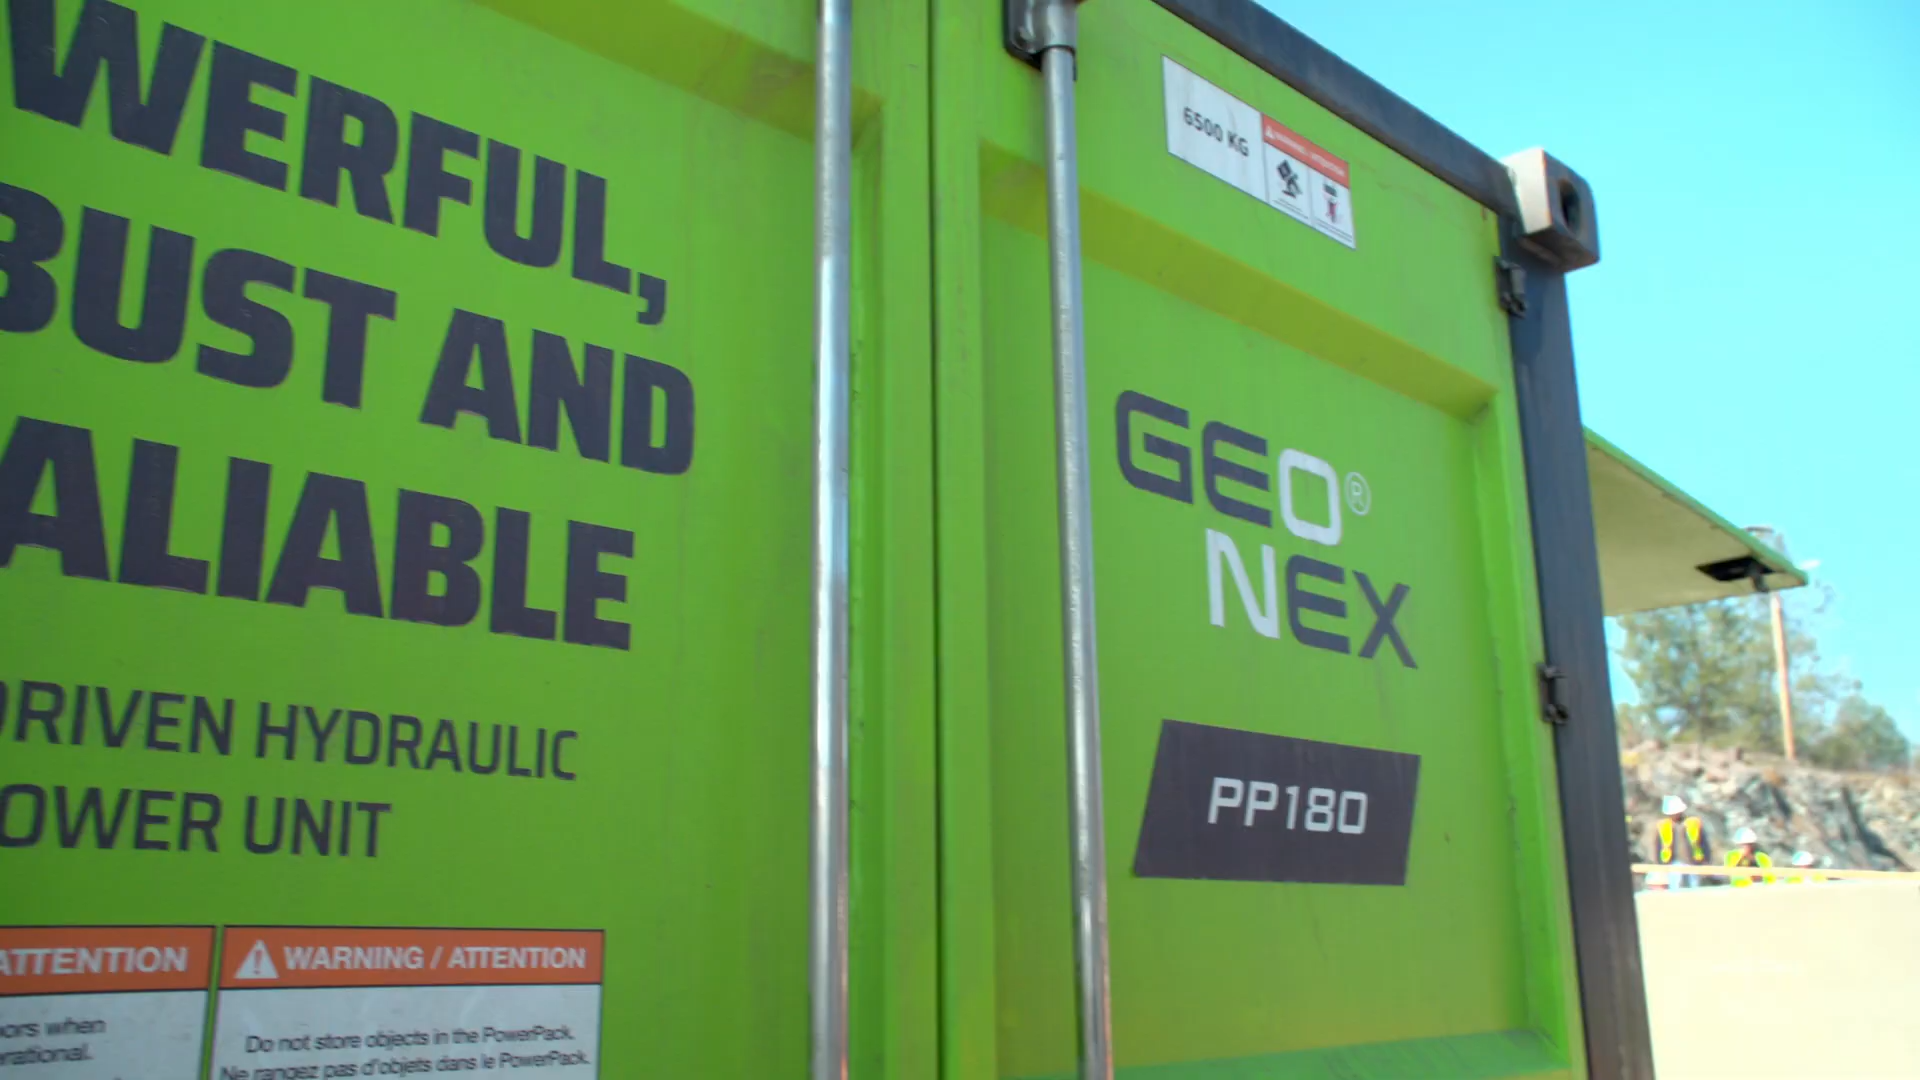 WERFUL,
BUST AND
ALIABLE
DRIVEN HYDRAULIC
OWER UNIT
ATTENTION
ors when
erational.
WARNING / ATTENTION
Do not store objects in the PowerPack.
Ne rangez pas d'objets dans le PowerPack.
6500 KG
GEO®
NEX
PP180